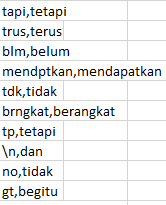 tapi,tetapi
trus,terus
blm,belum
mendptkan,mendapatkan
tdk,tidak
brngkat,berangkat
tp,tetapi
\n,dan
no,tidak
gt,begitu